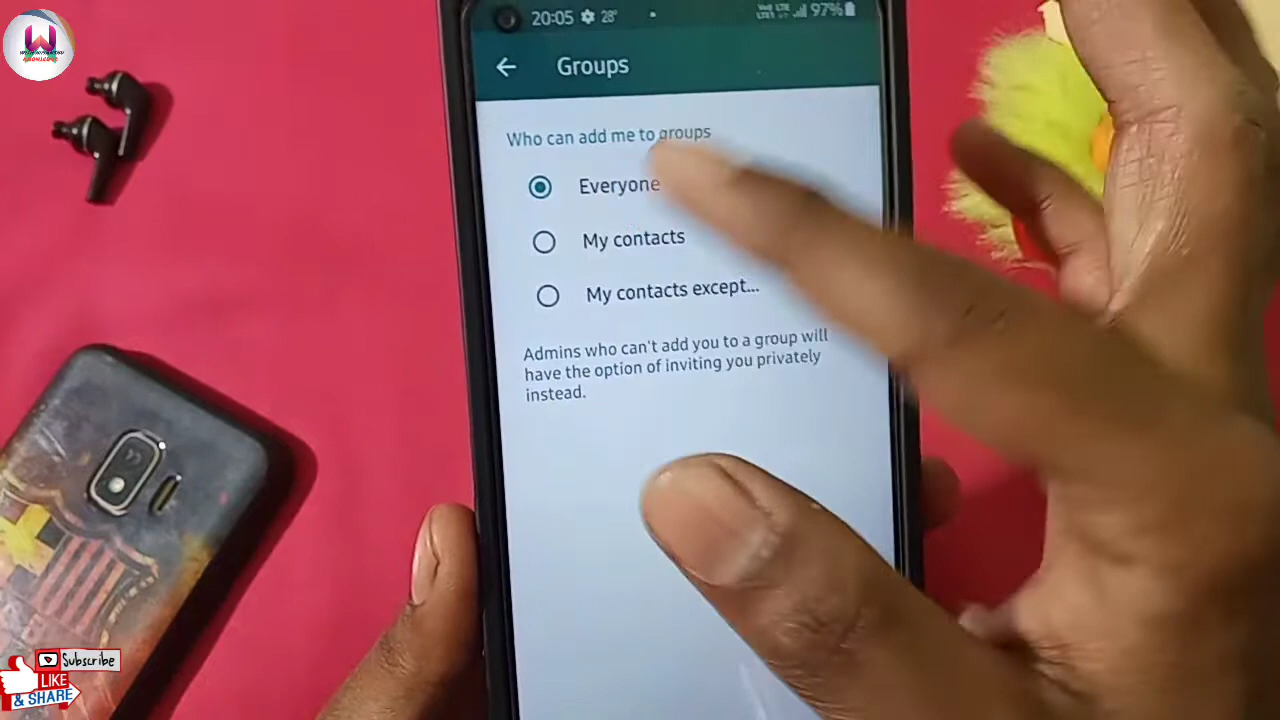 20:05 28°
97%
Groups
Who can add me to groups
Everyone
My contacts
My contacts except...
Admins who can't add you to a group will
have the option of inviting you privately
instead.
Subscribe
LIKE
& SHARE